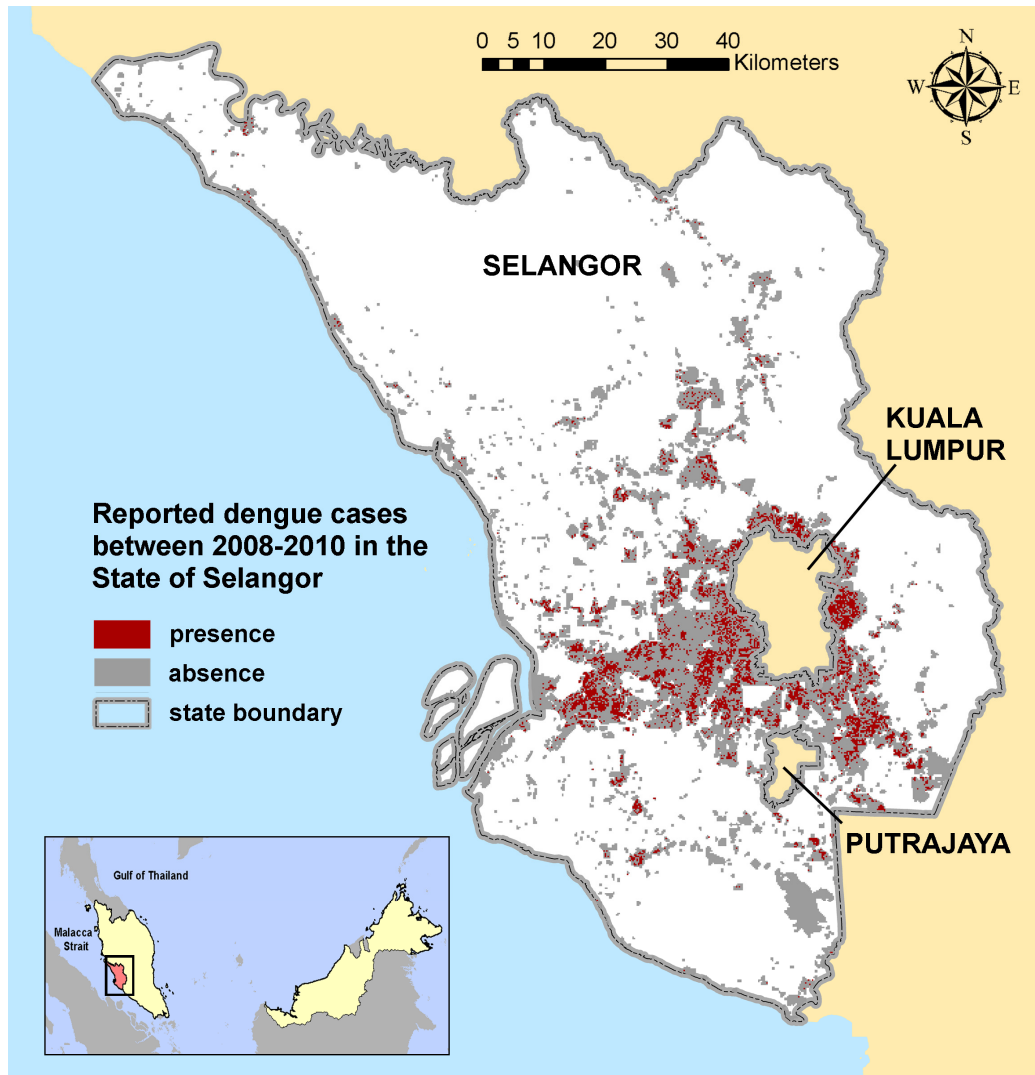 0 5 10 20 30 40
Kilometers
N
W E
S
SELANGOR
KUALA
LUMPUR
Reported dengue cases
between 2008-2010 in the
State of Selangor
presence
absence
state boundary
PUTRAJAYA
Gulf of Thailand
Malacca
Strait